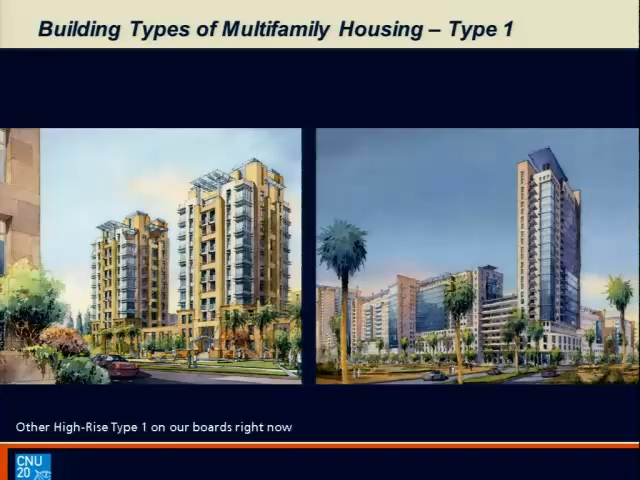 Building Types of Multifamily Housing – Type 1
Other High-Rise Type 1 on our boards right now
CNU
20